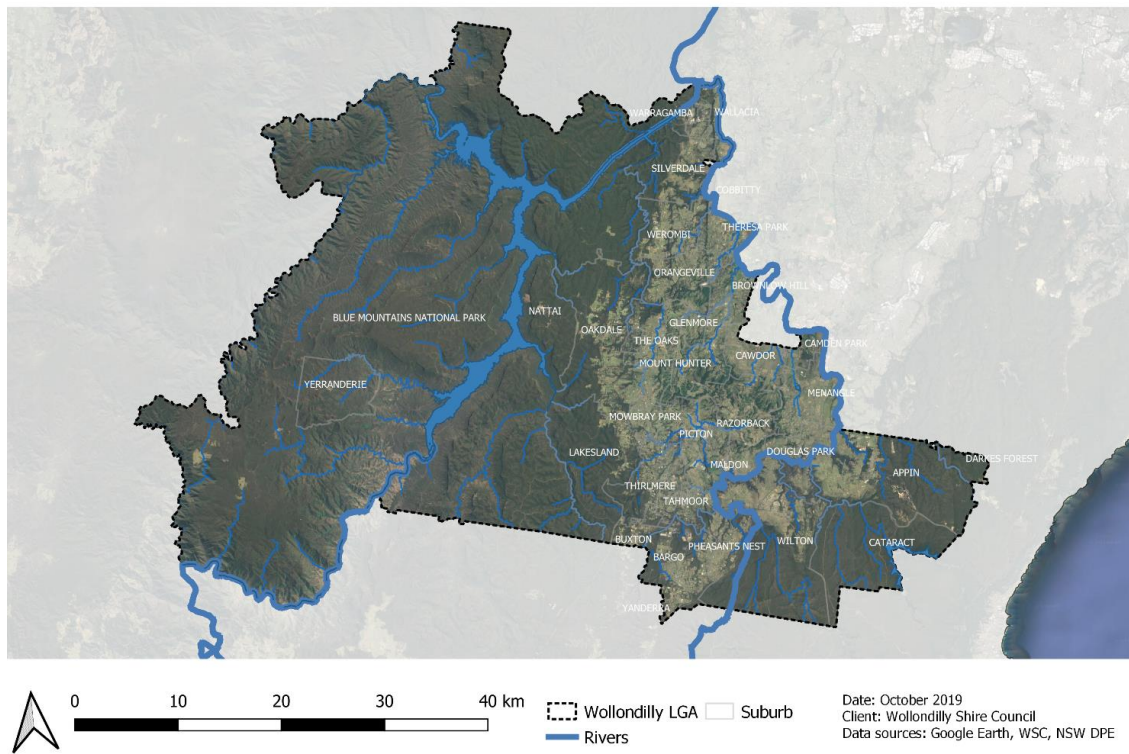 WARRAGAMBA
WALLACIA
SILVERDALE
COBBITTY
THERESA PARK
WEROMBI
ORANGEVILLE
BROWNLOW HILL
NATTAI
BLUE MOUNTAINS NATIONAL PARK
GLENMORE
OAKDALE
THE OAKS
CAMDEN PARK
CAWDOR
MOUNT HUNTER
YERRANDERIE
MENANGLE
MOWBRAY PARK
RAZORBACK
PICTON
LAKESLAND
DOUGLAS PARK
DARKES FOREST
MALDON
APPIN
THIRLMERE
TAHMOOR
BUXTON
PHEASANTS NEST
WILTON
CATARACT
BARGO
YANDERRA
0 10 20 30 40 km
Wollondilly LGA
Suburb
Rivers
Date: October 2019
Client: Wollondilly Shire Council
Data sources: Google Earth, WSC, NSW DPE